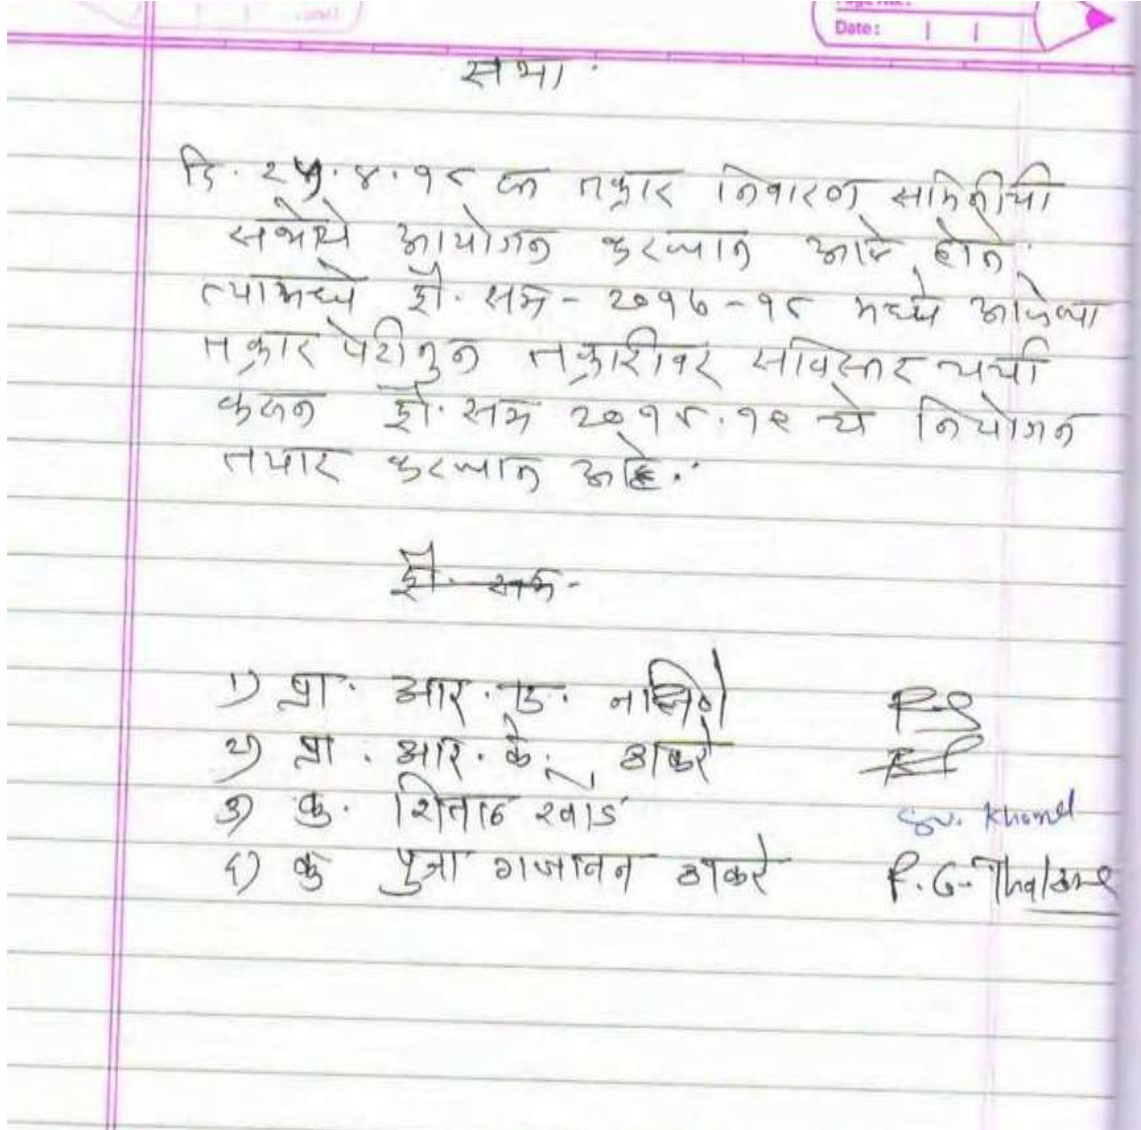 Date:
सभा.
दि. २५.४.१८ ला तक्रार निवारण समितीची
सभेचे आयोजन करण्यात आले होते.
त्यामध्ये शै. सत्र - २०१७-१८ मध्ये आलेल्या
तक्रार पेटीतुन तक्रारीवर सविस्तर चर्चा
करुन शै. सत्र २०१८.१९ चे नियोजन
तयार करण्यात आहे.
शै. सत्र -
१) प्रा. आर. ए.
२) प्रा. आर. के. ठाकरे
३) कु. शितल खोड
४) कु पुजा गजानन ठाकरे P. G. Thakare